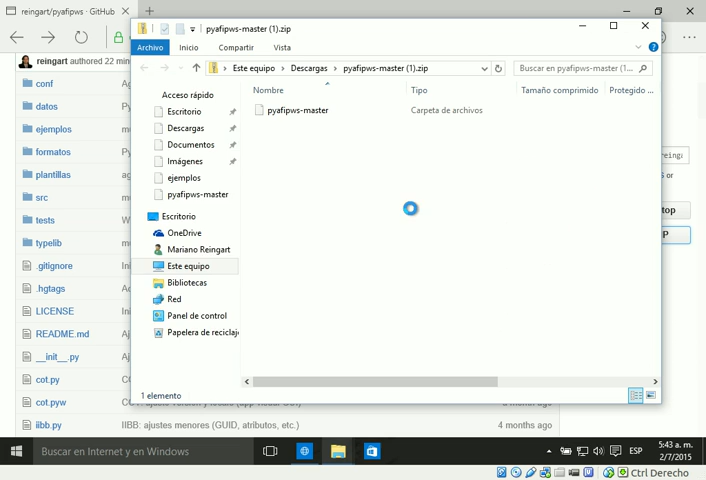 reingart/pyafipws · GitHub
pyafipws-master (1).zip
Archivo Inicio Compartir Vista
reingart authored 22 min
Este equipo Descargas pyafipws-master (1).zip
Buscar en pyafipws-master (1...
Nombre Tipo Tamaño comprimido Protegido ...
pyafipws-master Carpeta de archivos
Acceso rápido
Escritorio
Descargas
Documentos
Imágenes
ejemplos
pyafipws-master
Escritorio
OneDrive
Mariano Reingart
Este equipo
Bibliotecas
Red
Panel de control
Papelera de reciclaj
1 elemento
conf
datos
ejemplos
formatos
plantillas
src
tests
typelib
.gitignore
.hgtags
LICENSE
README.md
__init__.py
cot.py
cot.pyw
iibb.py IIBB: ajustes menores (GUID, atributos, etc.) 4 months ago
Buscar en Internet y en Windows
ESP
5:43 a. m.
2/7/2015
Ctrl Derecho